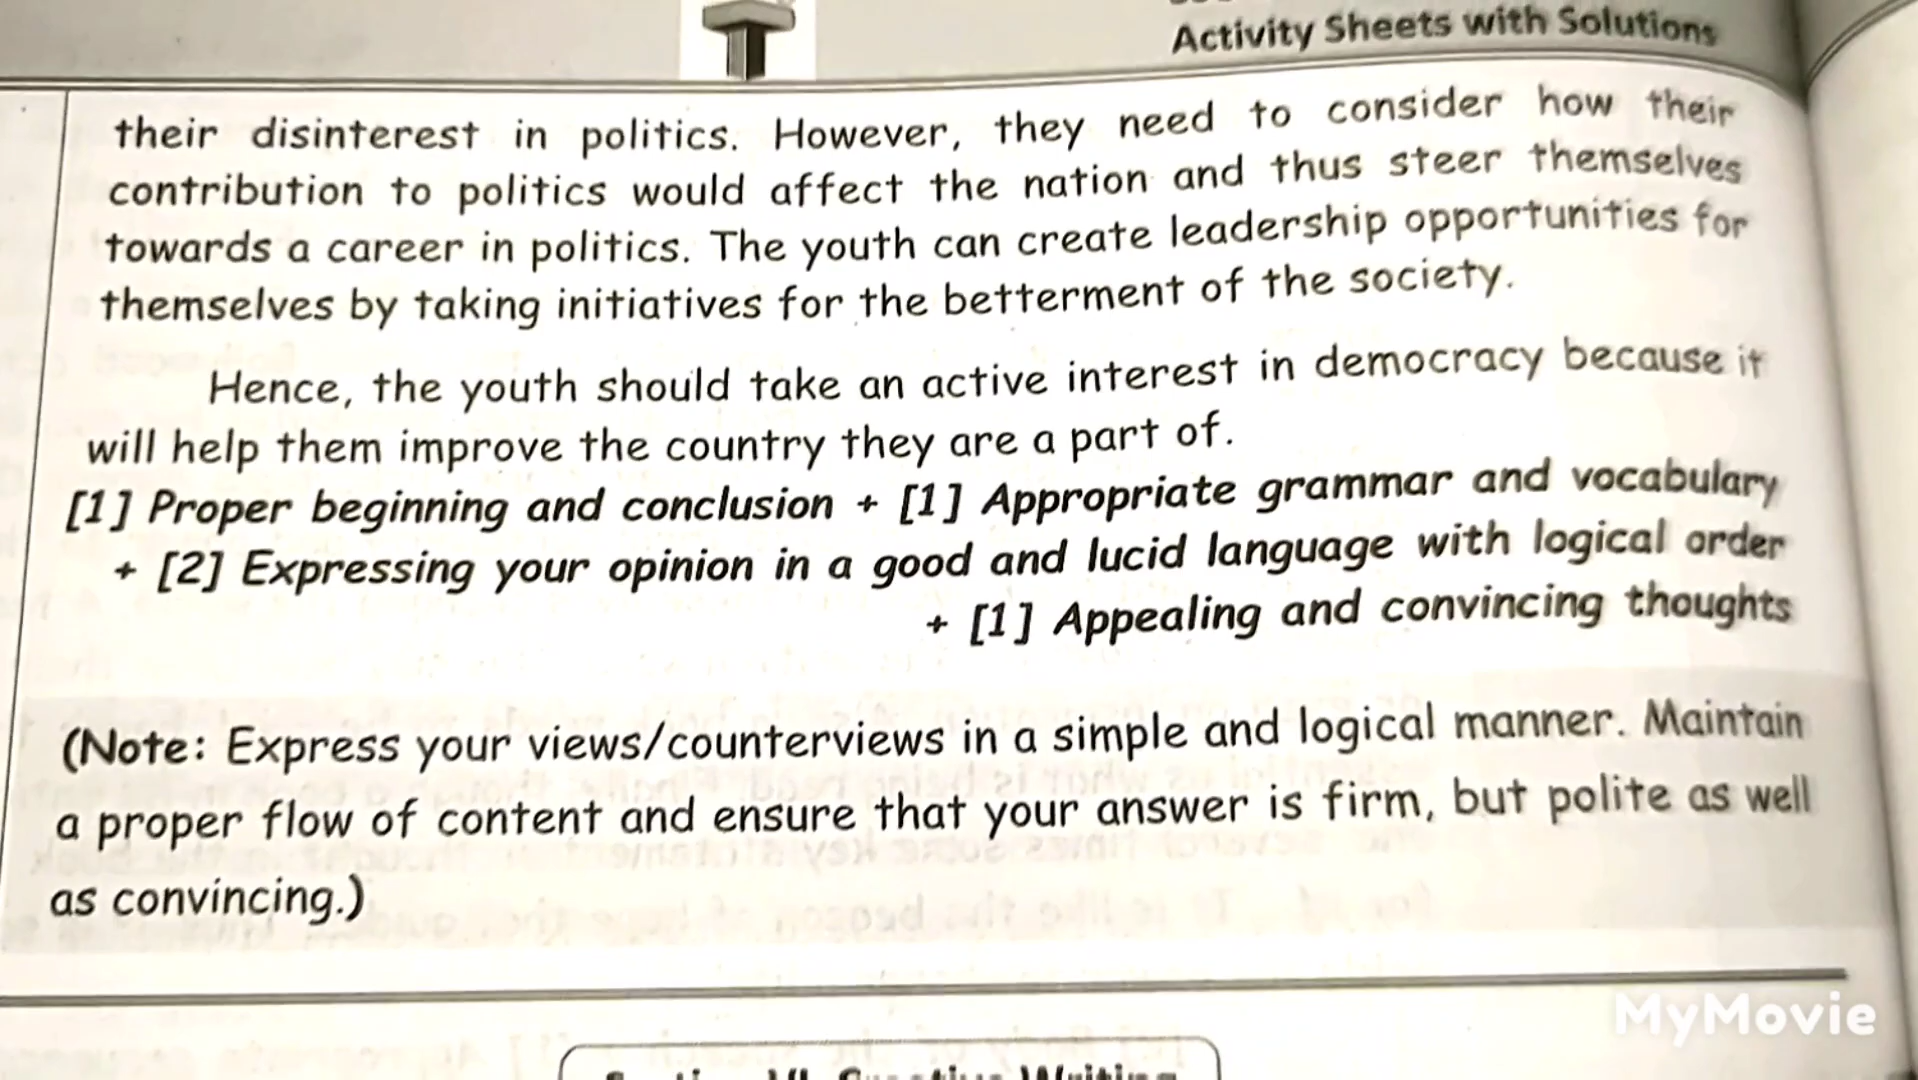 Activity Sheets with Solutions
their disinterest in politics. However, they need to consider how their
contribution to politics would affect the nation and thus steer themselves
towards a career in politics. The youth can create leadership opportunities for
themselves by taking initiatives for the betterment of the society.
Hence, the youth should take an active interest in democracy because it
will help them improve the country they are a part of.
[1] Proper beginning and conclusion + [1] Appropriate grammar and vocabulary
+ [2] Expressing your opinion in a good and lucid language with logical order
+ [1] Appealing and convincing thoughts
(Note: Express your views/counterviews in a simple and logical manner. Maintain
a proper flow of content and ensure that your answer is firm, but polite as well
as convincing.)
MyMovie